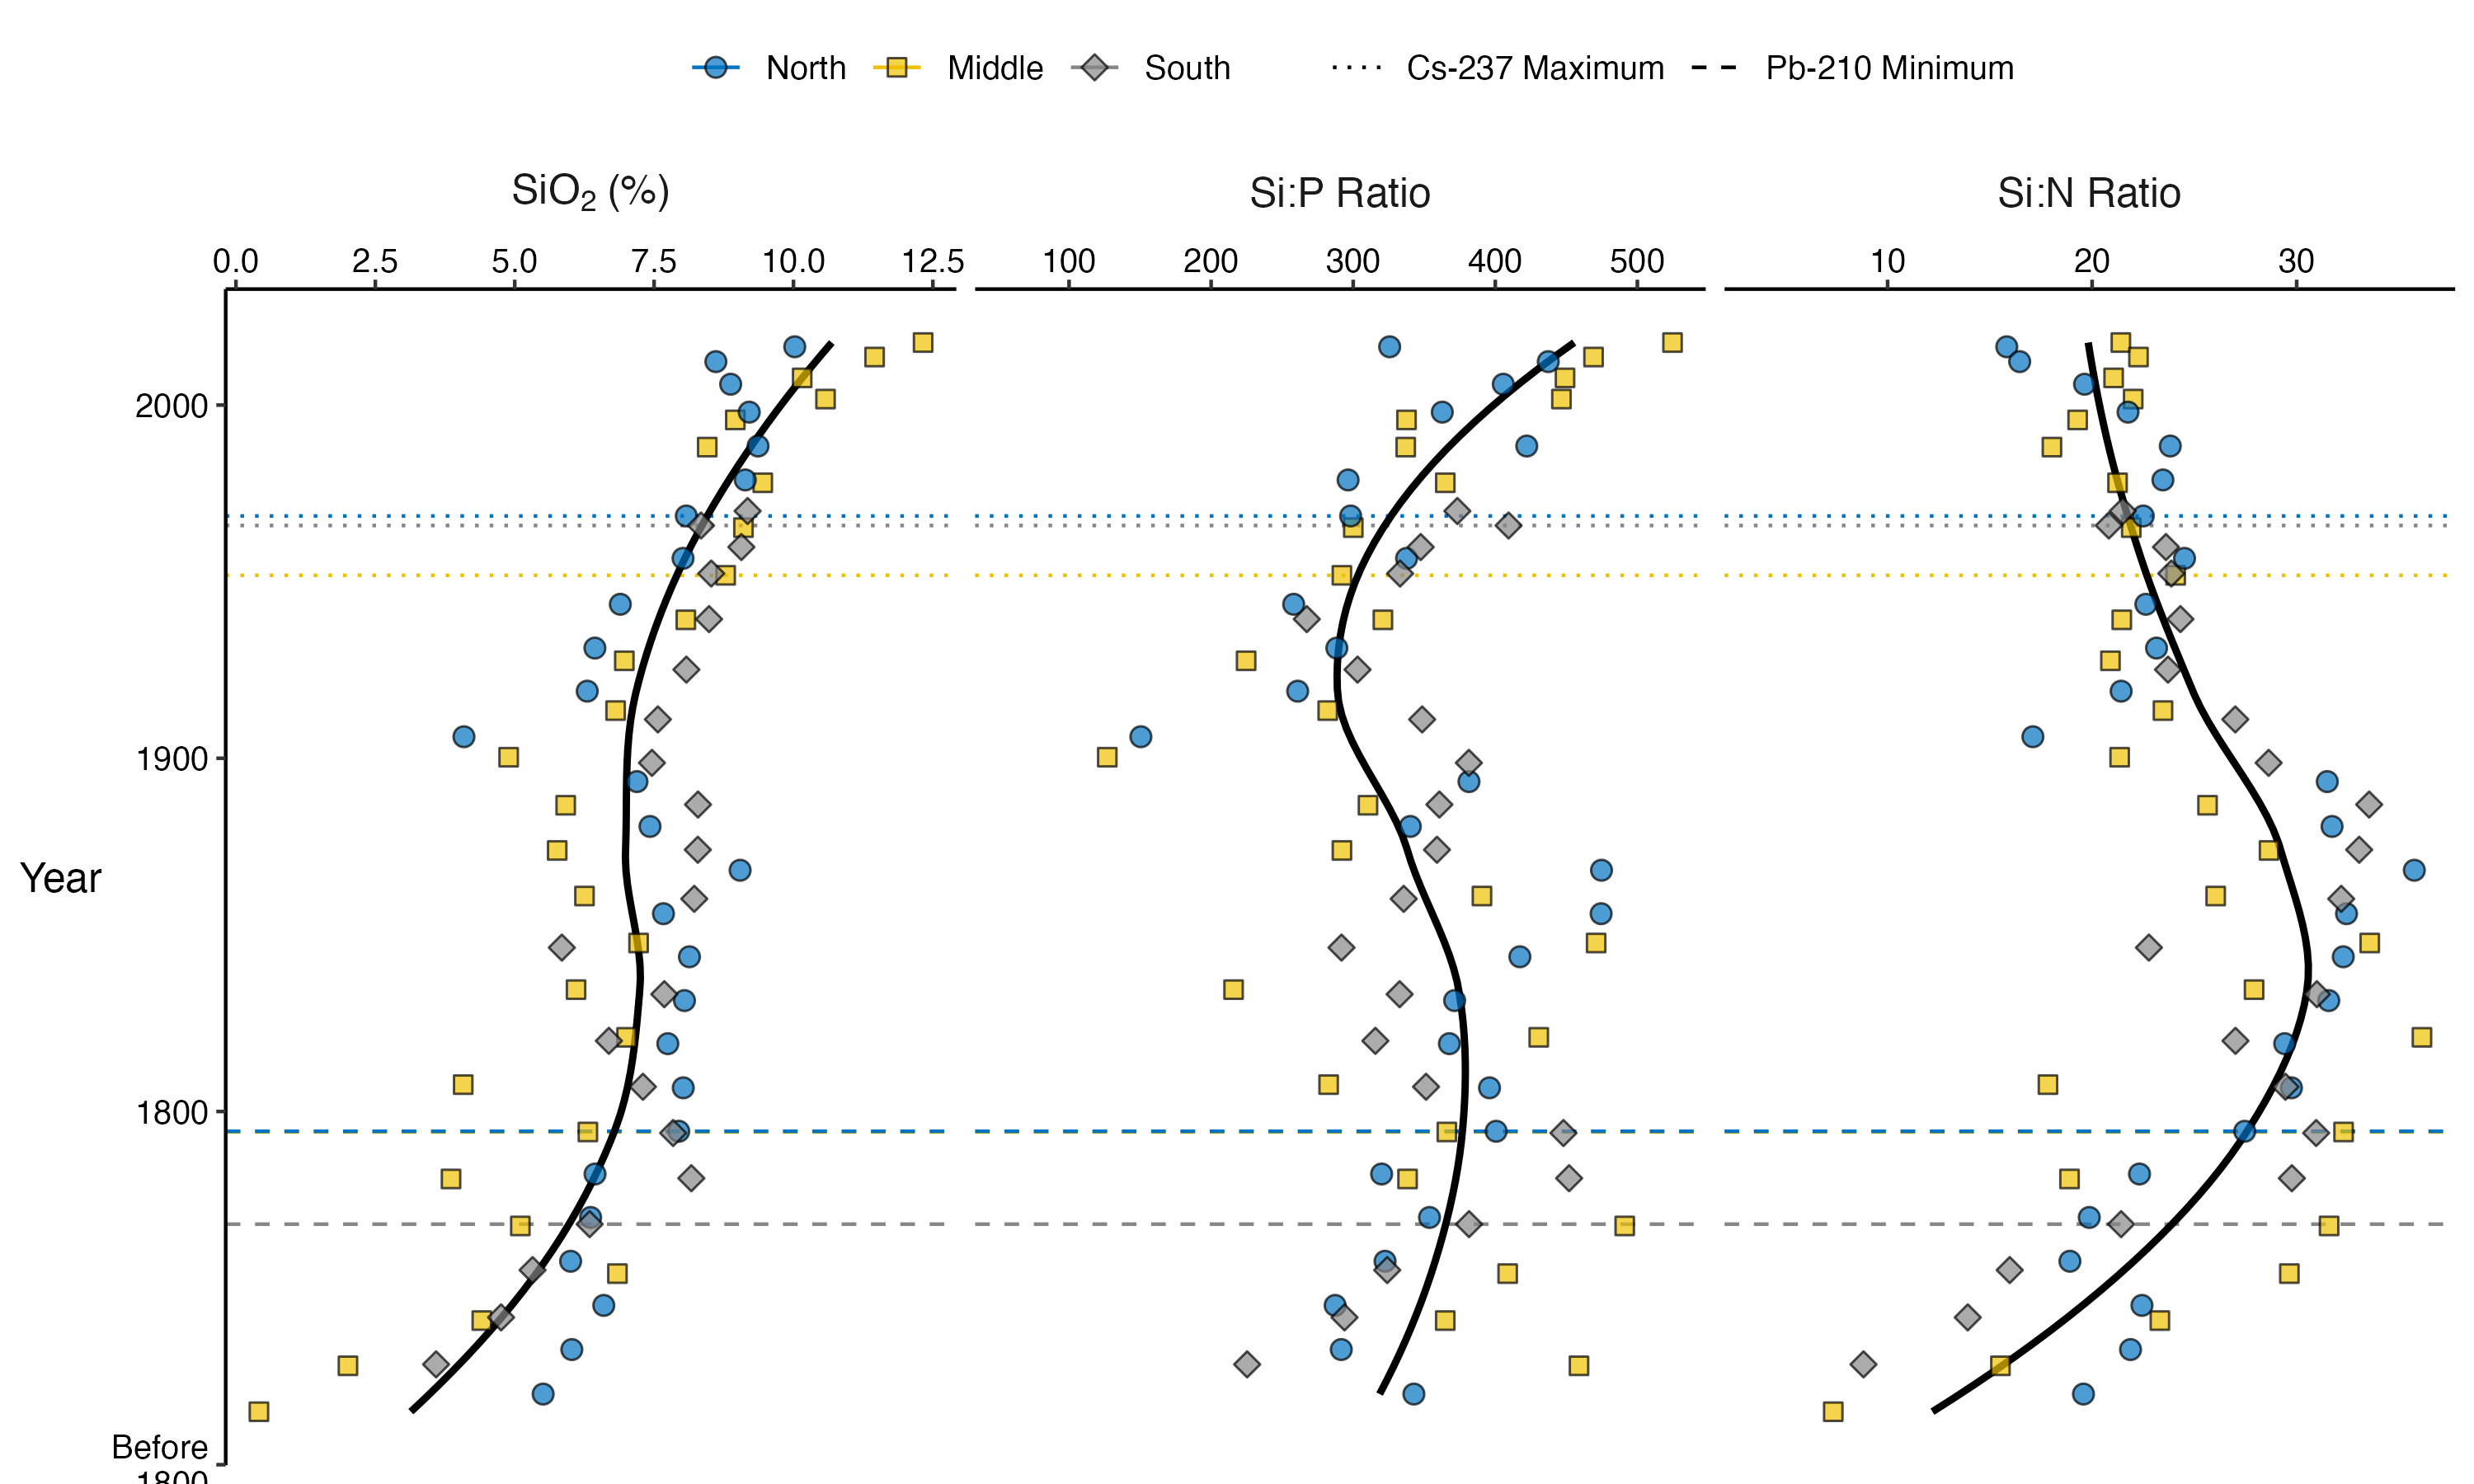 North Middle South Cs-237 Maximum Pb-210 Minimum
SiO₂ (%) Si:P Ratio Si:N Ratio
0.0 2.5 5.0 7.5 10.0 12.5 100 200 300 400 500 10 20 30
2000
1900
Year
1800
Before
1800